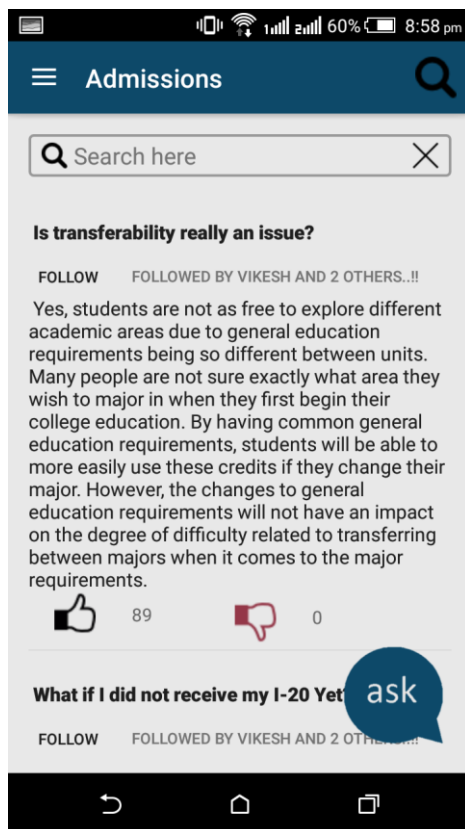 60% 8:58 pm
Admissions
Search here
Is transferability really an issue?
FOLLOW FOLLOWED BY VIKESH AND 2 OTHERS..!!
Yes, students are not as free to explore different
academic areas due to general education
requirements being so different between units.
Many people are not sure exactly what area they
wish to major in when they first begin their
college education. By having common general
education requirements, students will be able to
more easily use these credits if they change their
major. However, the changes to general
education requirements will not have an impact
on the degree of difficulty related to transferring
between majors when it comes to the major
requirements.
89 0
What if I did not receive my I-20 Yet
ask
FOLLOW FOLLOWED BY VIKESH AND 2